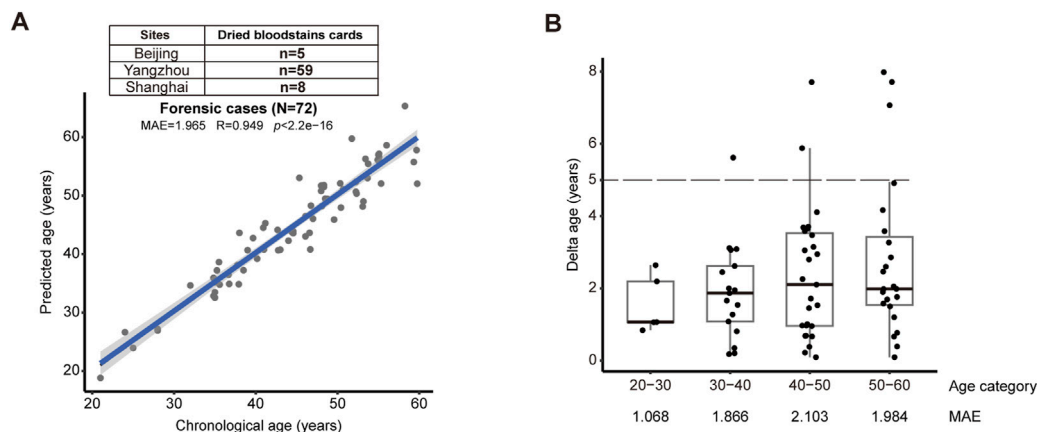 A
Sites Dried bloodstains cards
Beijing n=5
Yangzhou n=59
Shanghai n=8
Forensic cases (N=72)
MAE=1.965 R=0.949 p<2.2e−16
Predicted age (years)
60
50
40
30
20
20 30 40 50 60
Chronological age (years)
B
Delta age (years)
8
6
5
4
2
0
20−30 30−40 40−50 50−60 Age category
1.068 1.866 2.103 1.984 MAE